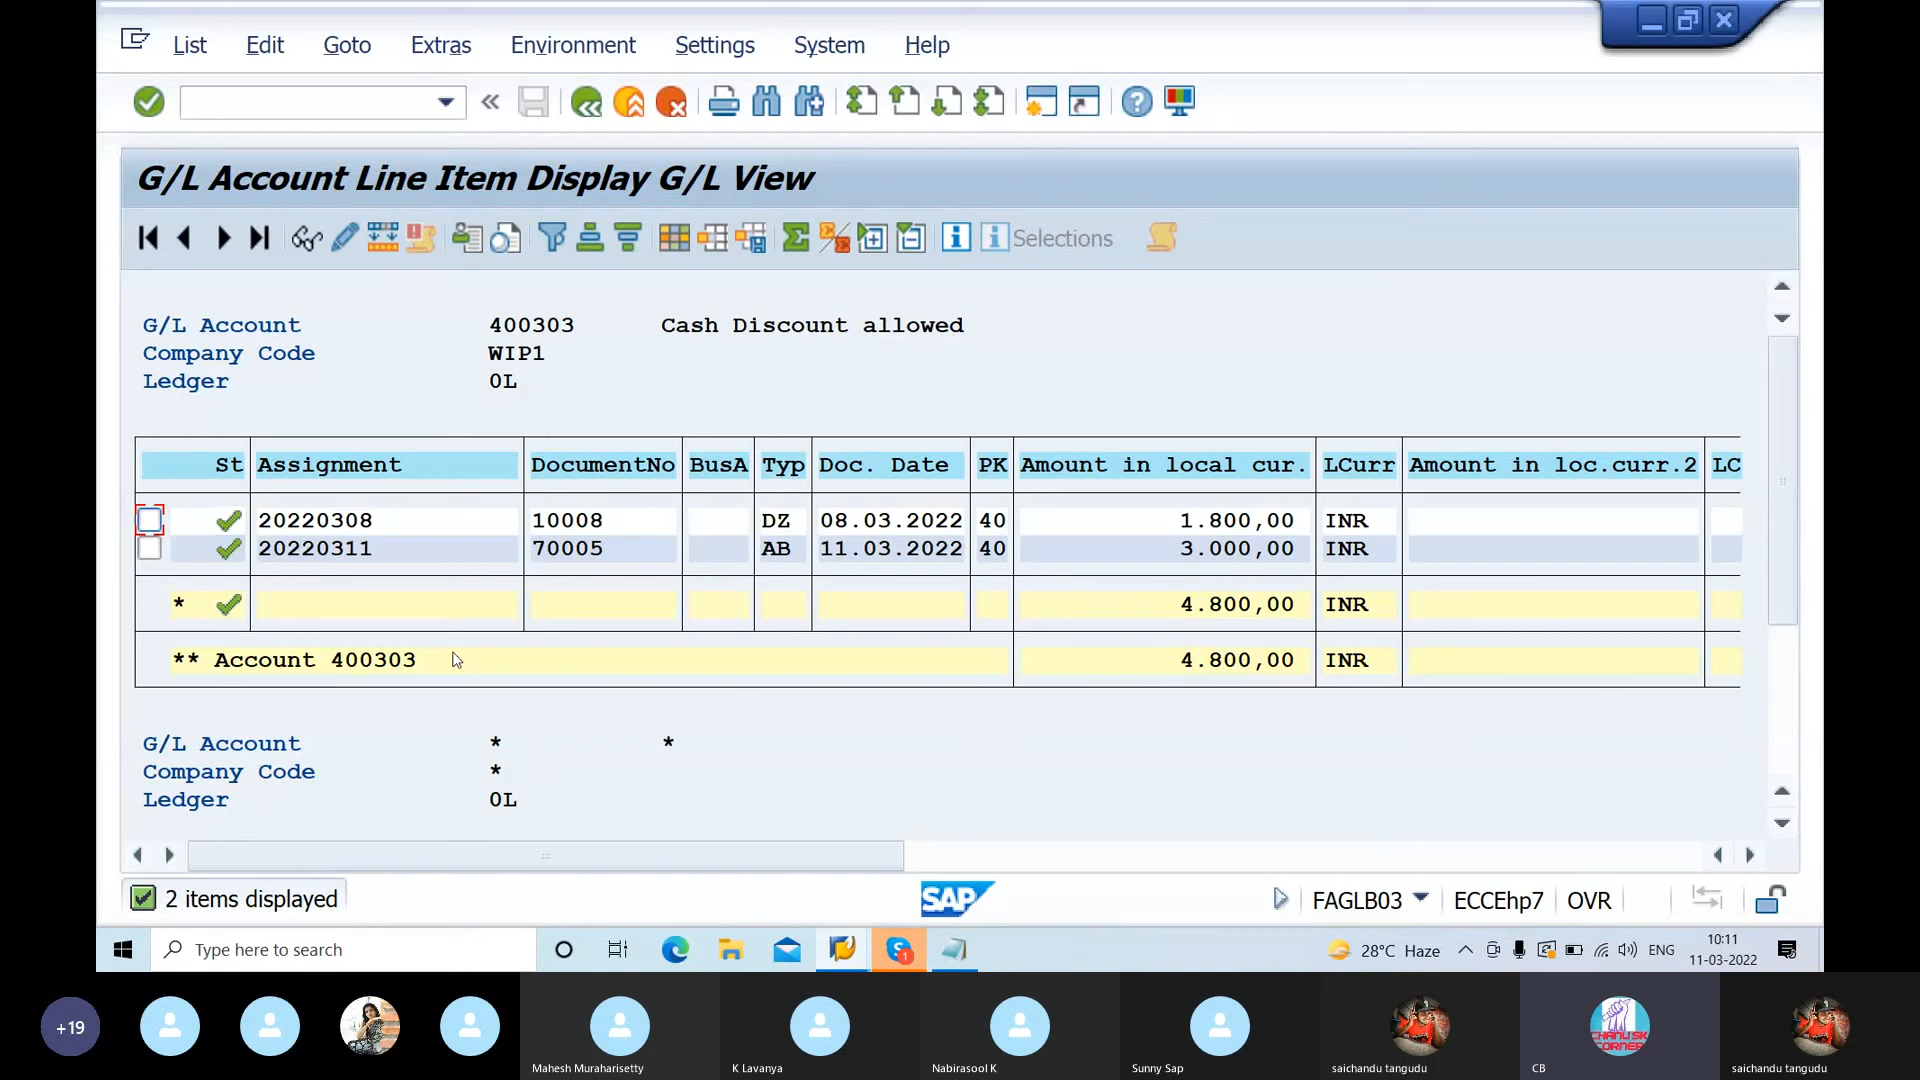 List Edit Goto Extras Environment Settings System Help
G/L Account Line Item Display G/L View
Selections
G/L Account 400303 Cash Discount allowed
Company Code WIP1
Ledger 0L
St Assignment DocumentNo BusA Typ Doc. Date PK Amount in local cur. LCurr Amount in loc.curr.2 LC
20220308 10008 DZ 08.03.2022 40 1.800,00 INR
20220311 70005 AB 11.03.2022 40 3.000,00 INR
* 4.800,00 INR
** Account 400303 4.800,00 INR
G/L Account * *
Company Code *
Ledger 0L
2 items displayed SAP FAGLB03 ECCEhp7 OVR
Type here to search 1 28°C Haze ENG 10:11
11-03-2022
+19
CHANU SK
CORNER
Mahesh Muraharisetty K Lavanya Nabirasool K Sunny Sap saichandu tangudu CB saichandu tangudu